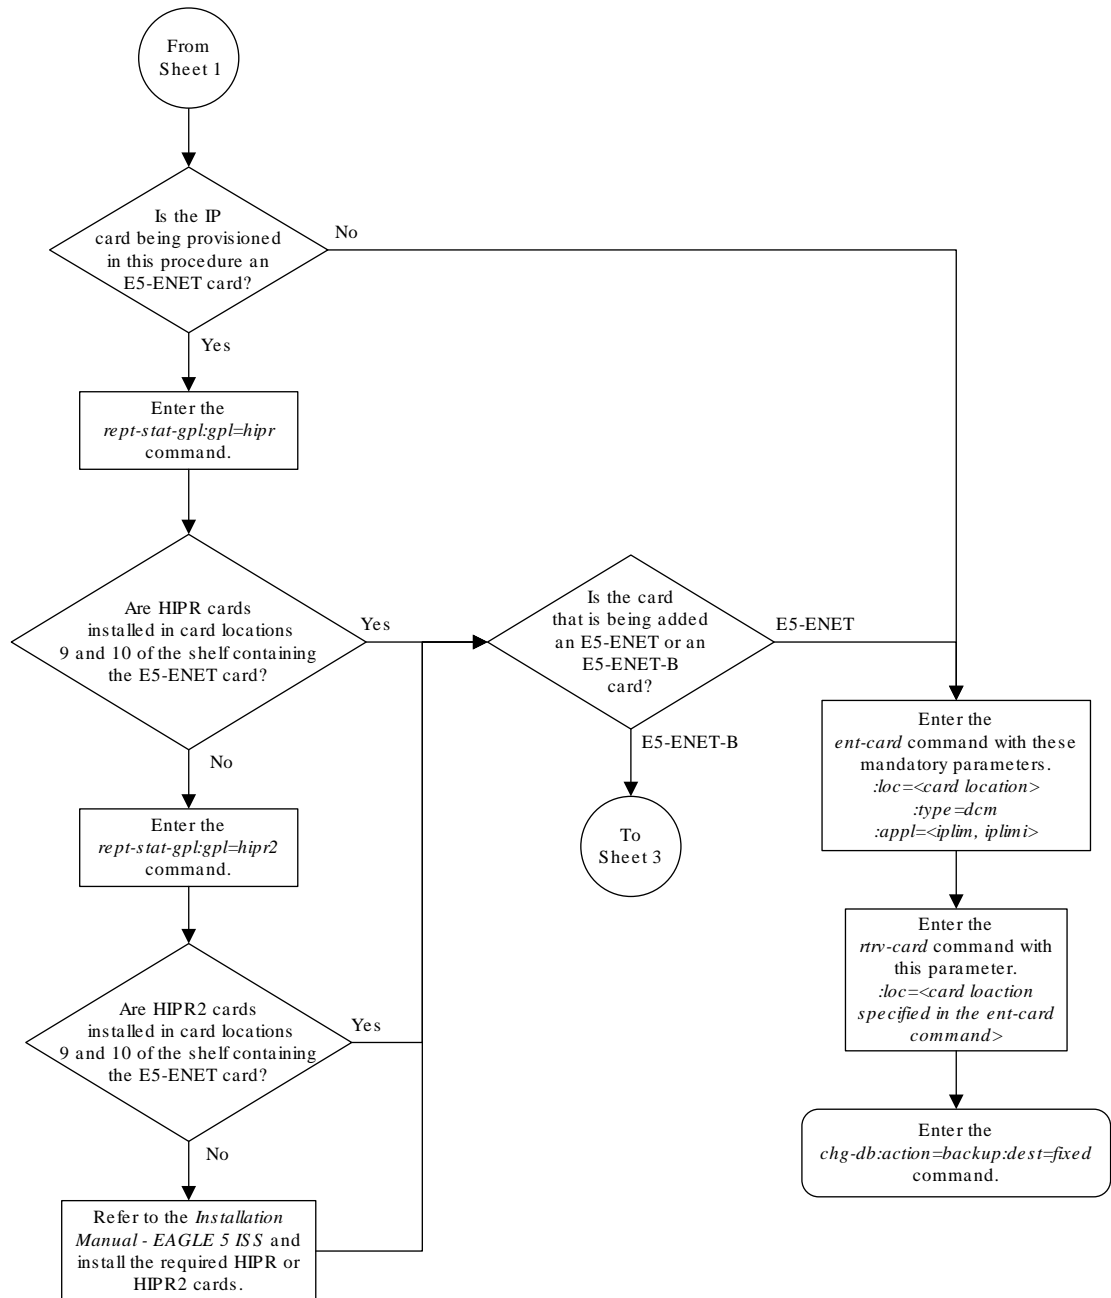 From
Sheet 1
Is the IP
card being provisioned
in this procedure an
E5-ENET card?
No
Yes
Enter the
rept-stat-gpl:gpl=hipr
command.
Are HIPR cards
installed in card locations
9 and 10 of the shelf containing
the E5-ENET card?
Yes
No
Enter the
rept-stat-gpl:gpl=hipr2
command.
Are HIPR2 cards
installed in card locations
9 and 10 of the shelf containing
the E5-ENET card?
Yes
No
Refer to the Installation
Manual - EAGLE 5 ISS and
install the required HIPR or
HIPR2 cards.
Is the card
that is being added
an E5-ENET or an
E5-ENET-B
card?
E5-ENET
E5-ENET-B
To
Sheet 3
Enter the
ent-card command with these
mandatory parameters.
:loc=<card location>
:type=dcm
:appl=<iplim, iplimi>
Enter the
rtrv-card command with
this parameter.
:loc=<card loaction
specified in the ent-card
command>
Enter the
chg-db:action=backup:dest=fixed
command.